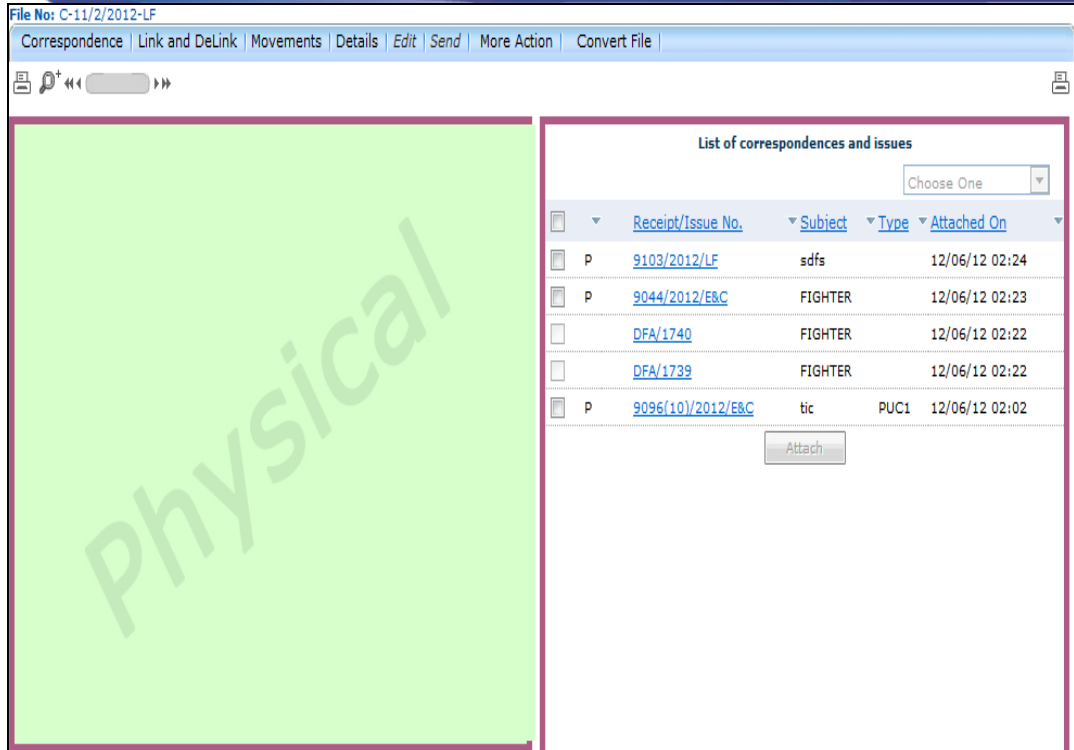 File No: C-11/2/2012-LF
Correspondence | Link and DeLink | Movements | Details | Edit | Send | More Action | Convert File |
Physical
List of correspondences and issues
Choose One
Receipt/Issue No. Subject Type Attached On
P 9103/2012/LF sdfs 12/06/12 02:24
P 9044/2012/E&C FIGHTER 12/06/12 02:23
DFA/1740 FIGHTER 12/06/12 02:22
DFA/1739 FIGHTER 12/06/12 02:22
P 9096(10)/2012/E&C tic PUC1 12/06/12 02:02
Attach